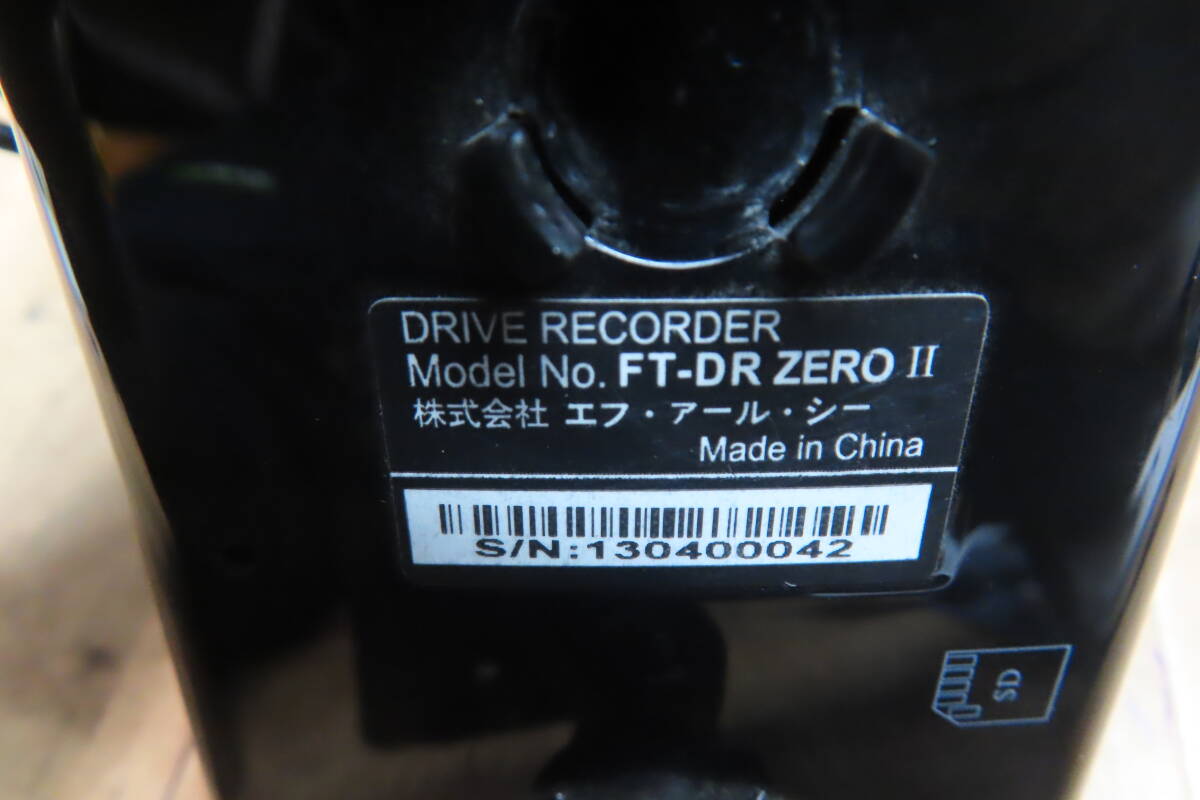 DRIVE RECORDER
Model No. FT-DR ZERO II
株式会社 エフ・アール・シー
Made in China
S/N:130400042
SD